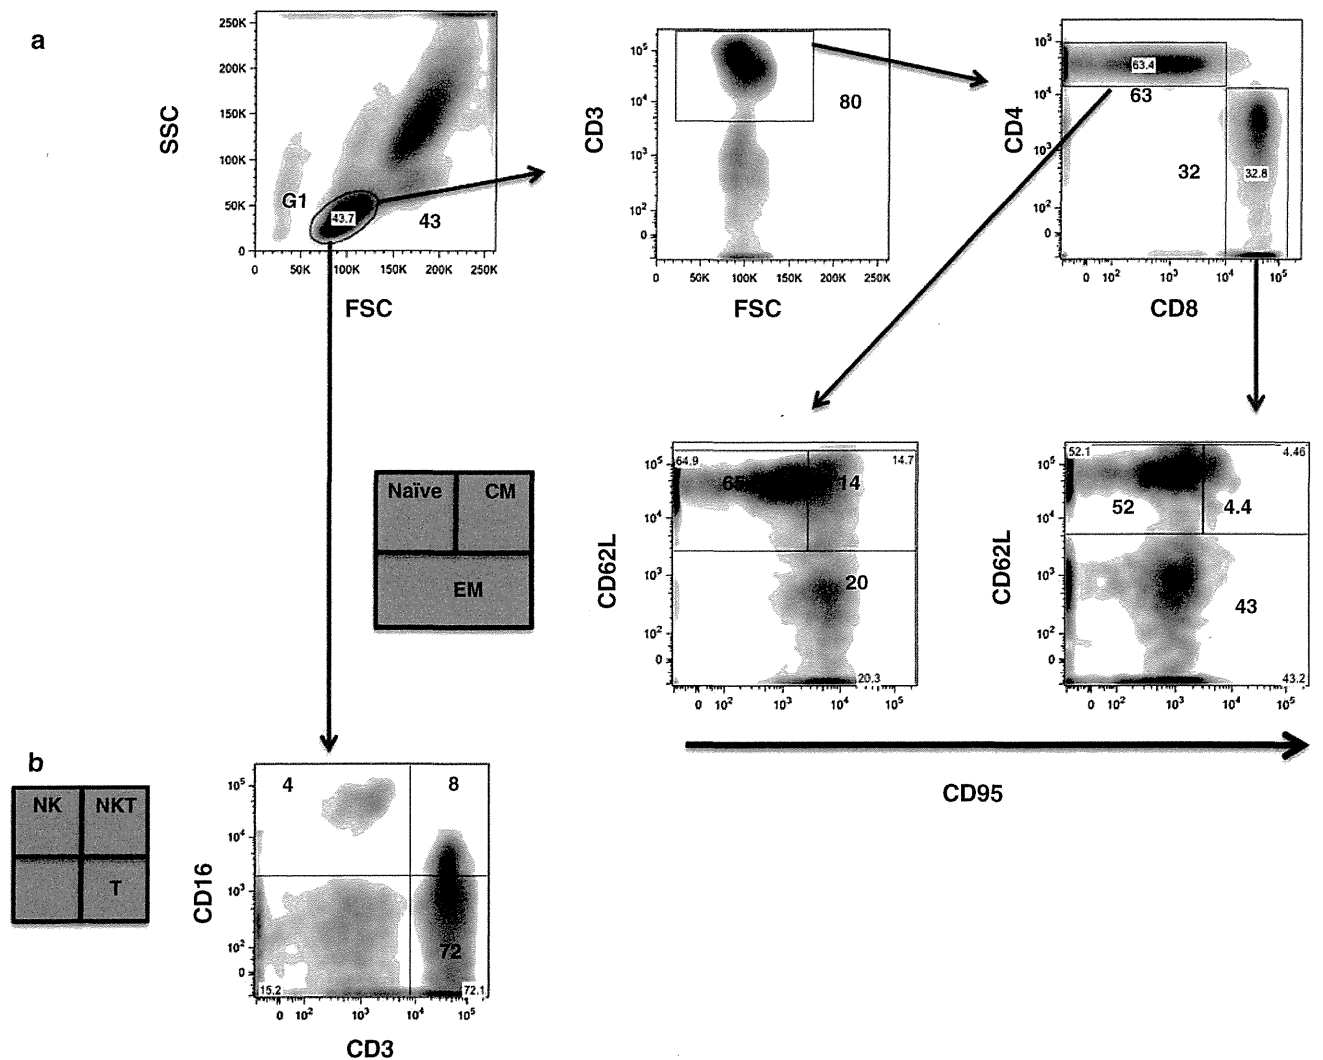 a
SSC
260K
200K
150K
100K
50K
0
G1
43.7
43
0 50K 100K 150K 200K 250K
FSC
CD3
10⁵
10⁴
10³
10²
0
80
0 50K 100K 150K 200K 250K
FSC
CD4
10⁵
10⁴
10³
10²
0
63.4
63
32
32.8
0 10² 10³ 10⁴ 10⁵
CD8
Naïve CM
EM
CD62L
10⁵
10⁴
10³
10²
0
64.9 14.7
65 14
20
20.3
0 10² 10³ 10⁴ 10⁵
CD62L
10⁵
10⁴
10³
10²
0
52.1 4.46
52 4.4
43
43.2
0 10² 10³ 10⁴ 10⁵
CD95
b
NK NKT
T
CD16
10⁵
10⁴
10³
10²
0
4 8
72
15.2 72.1
0 10² 10³ 10⁴ 10⁵
CD3